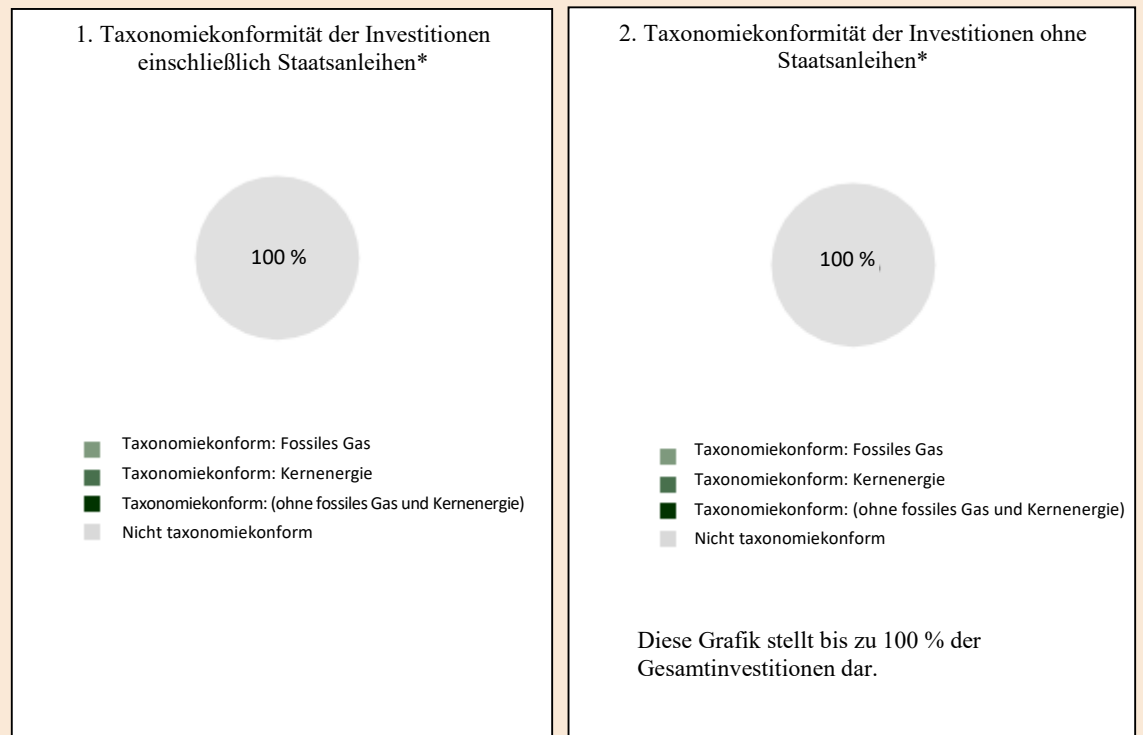 1. Taxonomiekonformität der Investitionen
einschließlich Staatsanleihen*
100 %
Taxonomiekonform: Fossiles Gas
Taxonomiekonform: Kernenergie
Taxonomiekonform: (ohne fossiles Gas und Kernenergie)
Nicht taxonomiekonform
2. Taxonomiekonformität der Investitionen ohne
Staatsanleihen*
100 %
Taxonomiekonform: Fossiles Gas
Taxonomiekonform: Kernenergie
Taxonomiekonform: (ohne fossiles Gas und Kernenergie)
Nicht taxonomiekonform
Diese Grafik stellt bis zu 100 % der
Gesamtinvestitionen dar.